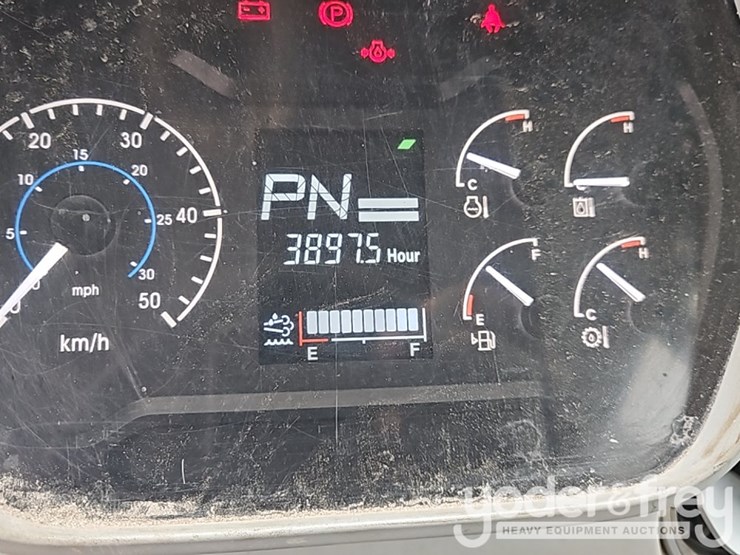 P
20 30
H H
15
10 20
PN
C C
5 25 40
3897.5 Hour
F H
0 30
mph 50
E C
km/h
E F
yoder&frey
HEAVY EQUIPMENT AUCTIONS